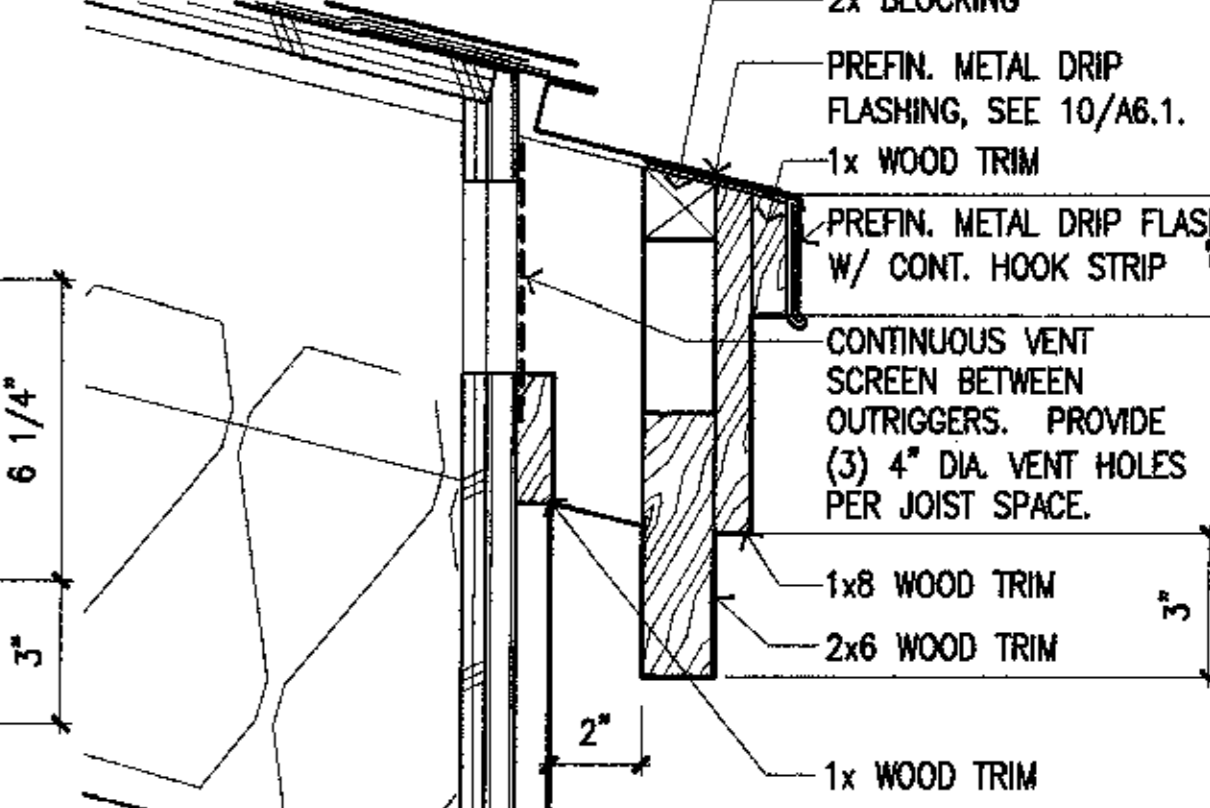 2x BLOCKING
PREFIN. METAL DRIP
FLASHING, SEE 10/A6.1.
1x WOOD TRIM
PREFIN. METAL DRIP FLASH
W/ CONT. HOOK STRIP
CONTINUOUS VENT
SCREEN BETWEEN
OUTRIGGERS. PROVIDE
(3) 4" DIA. VENT HOLES
PER JOIST SPACE.
1x8 WOOD TRIM
2x6 WOOD TRIM
1x WOOD TRIM
6 1/4"
3"
2"
3"